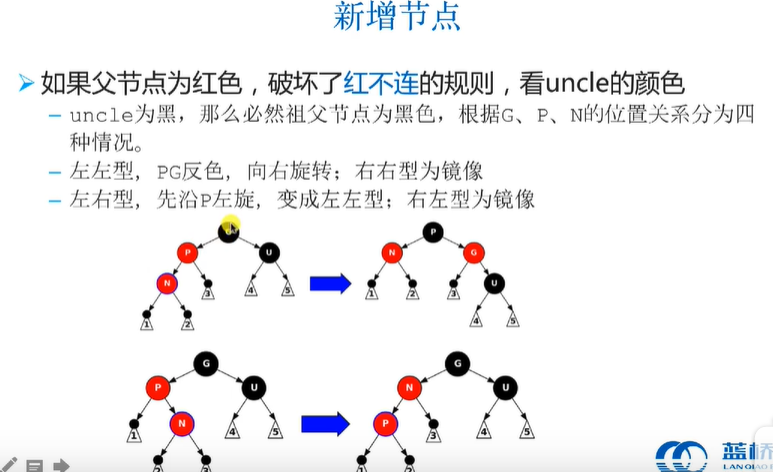 新增节点
如果父节点为红色，破坏了红不连的规则，看uncle的颜色
– uncle为黑，那么必然祖父节点为黑色，根据G、P、N的位置关系分为四
种情况。
– 左左型，PG反色，向右旋转；右右型为镜像
– 左右型，先沿P左旋，变成左左型；右左型为镜像
P
P U N G
N 3 4 5 1 2 3 U
1 2 4 5
G G
P U N U
1 N 4 5 P 3 4 5
蓝桥
LANQIAO